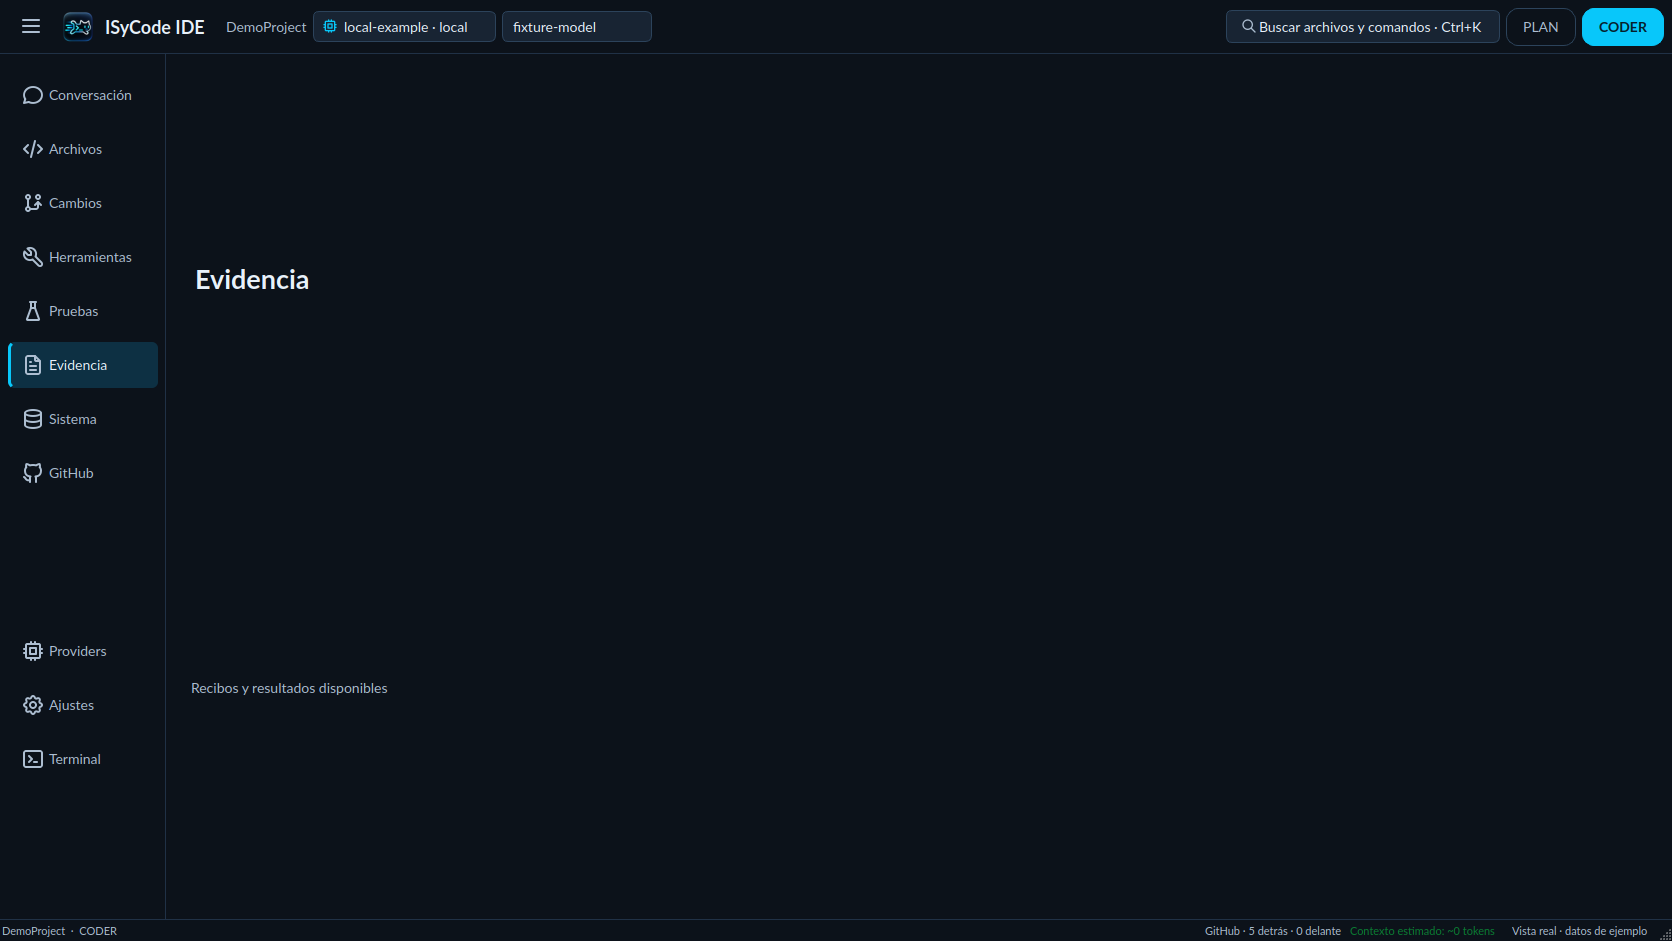 ISyCode IDE
DemoProject
local-example · local
fixture-model
Buscar archivos y comandos · Ctrl+K
PLAN
CODER
Conversación
Archivos
Cambios
Herramientas
Pruebas
Evidencia
Sistema
GitHub
Providers
Ajustes
Terminal
Evidencia
Recibos y resultados disponibles
DemoProject · CODER
GitHub · 5 detrás · 0 delante
Contexto estimado: ~0 tokens
Vista real · datos de ejemplo